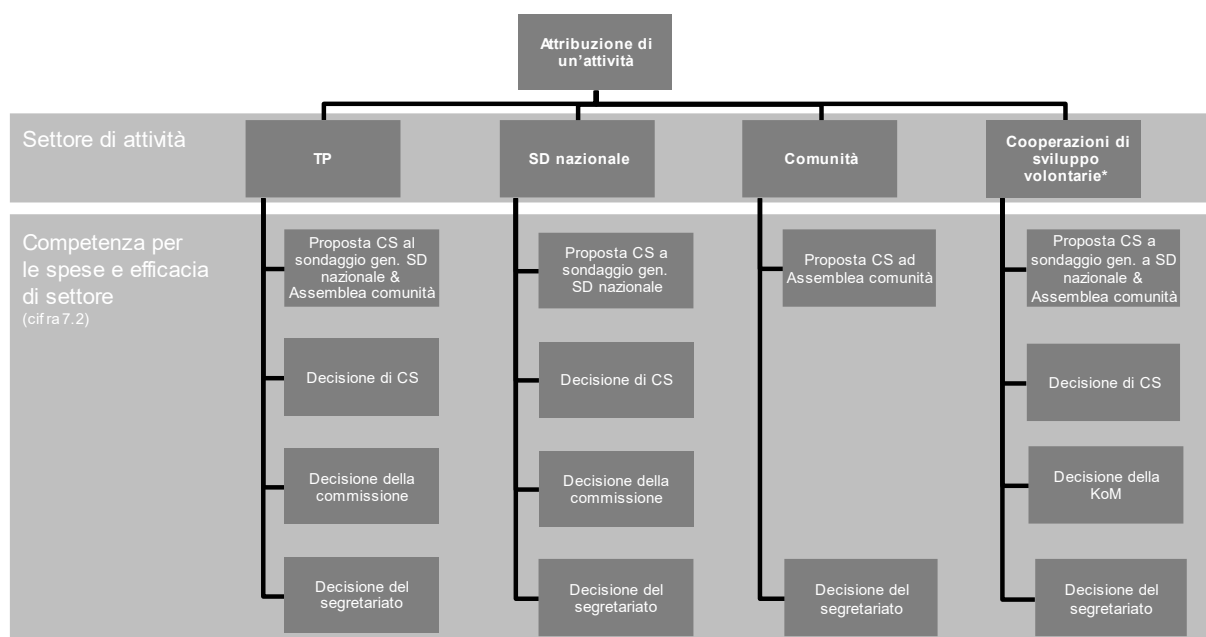 Attribuzione di
un'attività
Settore di attività
TP
SD nazionale
Comunità
Cooperazioni di
sviluppo
volontarie*
Competenza per
le spese e efficacia
di settore
(cifra 7.2)
Proposta CS al
sondaggio gen. SD
nazionale &
Assemblea comunità
Proposta CS a
sondaggio gen.
SD nazionale
Proposta CS ad
Assemblea comunità
Proposta CS a
sondaggio gen. a SD
nazionale &
Assemblea comunità
Decisione di CS
Decisione di CS
Decisione di CS
Decisione della
commissione
Decisione della
commissione
Decisione della
KoM
Decisione del
segretariato
Decisione del
segretariato
Decisione del
segretariato
Decisione del
segretariato